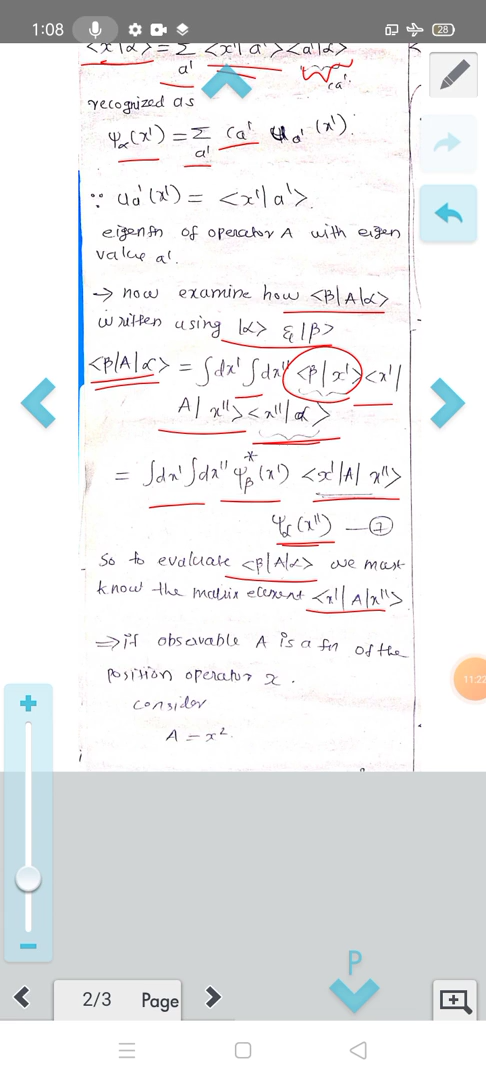 1:08
28
<x'|α> = Σ <x'|a'><a'|α>
a'
Ca'
recognized as
ψα(x') = Σ Ca' ua'(x').
a'
∵ ua'(x') = <x'|a'>.
eigenfn of operator A with eigen
value a'.
→ now examine how <β|A|α>
written using |α> & |β>
<β|A|α> = ∫dx' ∫dx'' <β|x'><x'|
A|x''><x''|α>
= ∫dx' ∫dx'' ψβ*(x') <x'|A|x''>
ψα(x'') —⑦
So to evaluate <β|A|α> we must
know the matrix element <x'|A|x''>.
⇒ if observable A is a fn of the
position operator x.
consider
A = x².
11:22
P
2/3 Page